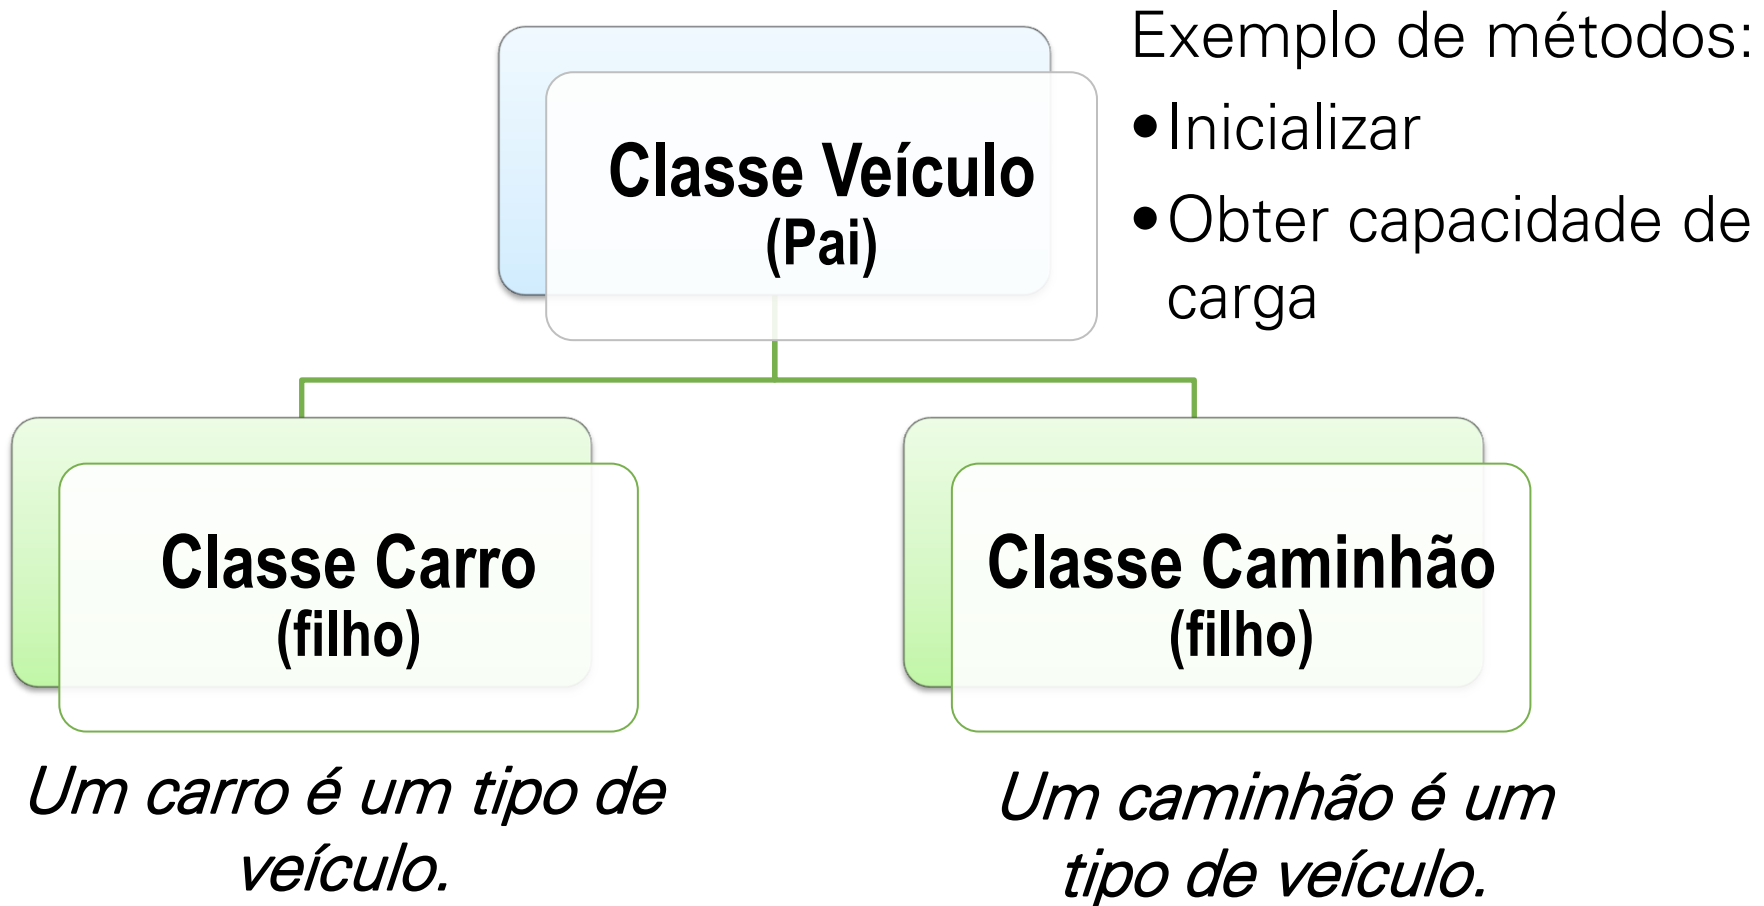 Exemplo de métodos:
•Inicializar
•Obter capacidade de
carga
Classe Veículo
(Pai)
Classe Carro
(filho)
Classe Caminhão
(filho)
Um carro é um tipo de
veículo.
Um caminhão é um
tipo de veículo.